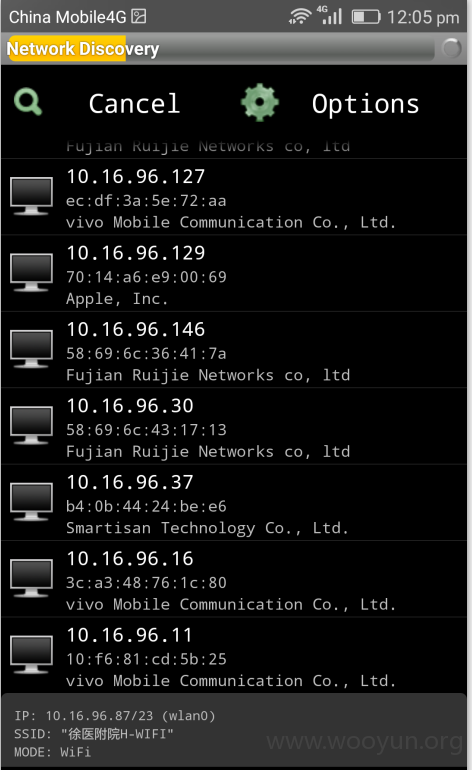 China Mobile4G 4G 12:05 pm
Network Discovery
Cancel Options
Fujian Ruijie Networks co, ltd
10.16.96.127
ec:df:3a:5e:72:aa
vivo Mobile Communication Co., Ltd.
10.16.96.129
70:14:a6:e9:00:69
Apple, Inc.
10.16.96.146
58:69:6c:36:41:7a
Fujian Ruijie Networks co, ltd
10.16.96.30
58:69:6c:43:17:13
Fujian Ruijie Networks co, ltd
10.16.96.37
b4:0b:44:24:be:e6
Smartisan Technology Co., Ltd.
10.16.96.16
3c:a3:48:76:1c:80
vivo Mobile Communication Co., Ltd.
10.16.96.11
10:f6:81:cd:5b:25
vivo Mobile Communication Co., Ltd.
IP: 10.16.96.87/23 (wlan0)
SSID: "徐医附院H-WIFI"
MODE: WiFi
www.wooyun.org